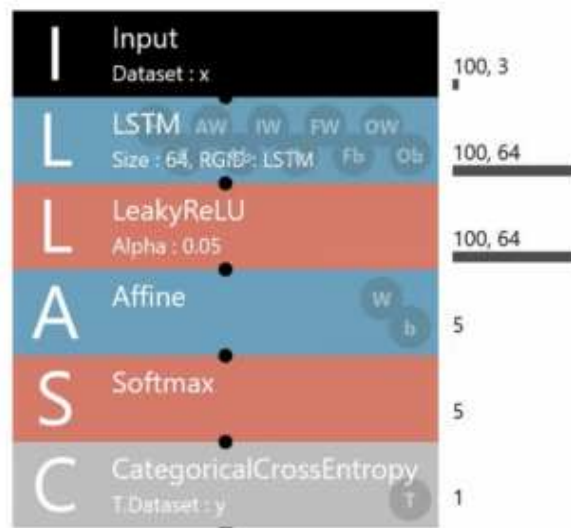 I
Input
Dataset : x
100, 3
L
LSTM
AW IW FW OW
Size : 64, RGID : LSTM
Fb Ob
100, 64
L
LeakyReLU
Alpha : 0.05
100, 64
A
Affine
W
b
5
S
Softmax
5
C
CategoricalCrossEntropy
T.Dataset : y
T
1